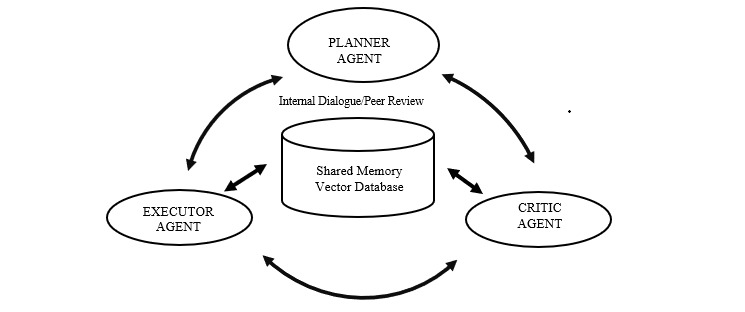 PLANNER
AGENT
Internal Dialogue/Peer Review
Shared Memory
Vector Database
EXECUTOR
AGENT
CRITIC
AGENT